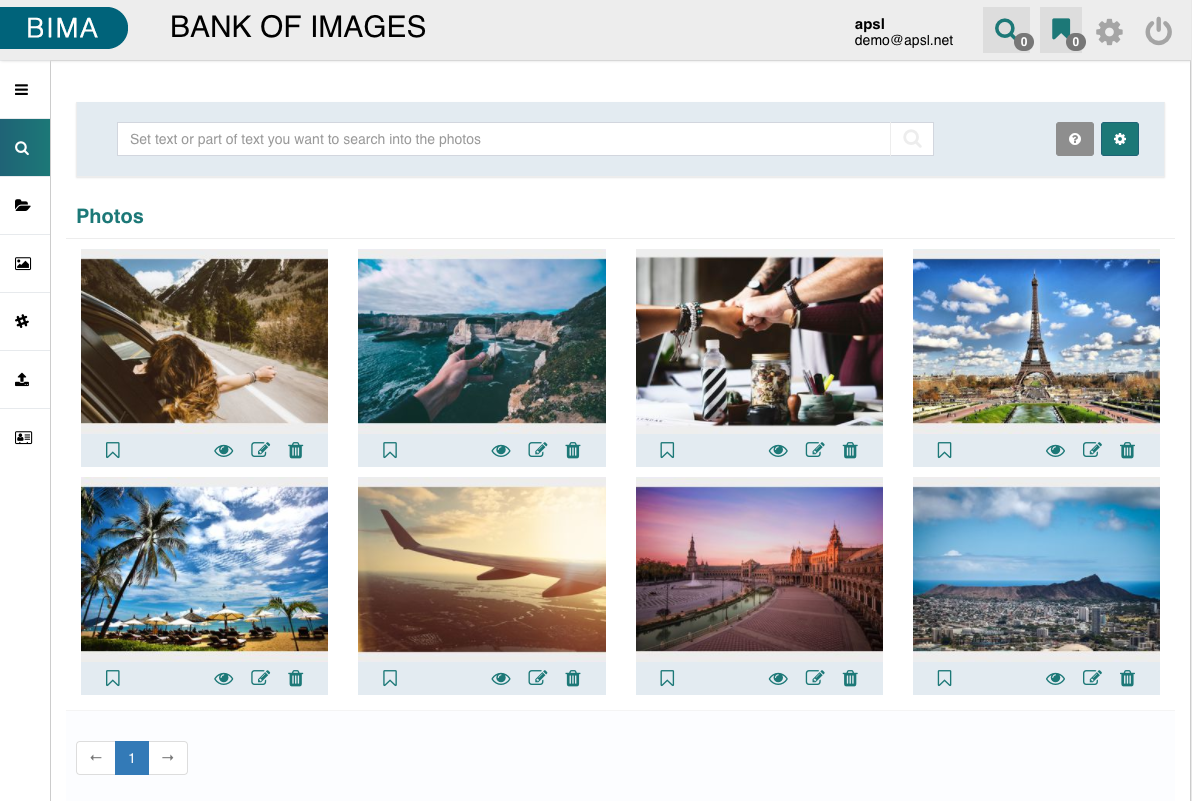 BIMA
BANK OF IMAGES
apsl
demo@apsl.net
0
0
Set text or part of text you want to search into the photos
Photos
← 1 →